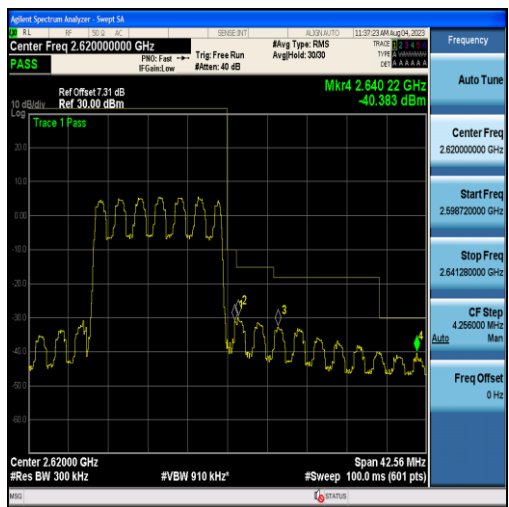 Agilent Spectrum Analyzer - Swept SA
RL RF 50 Ω AC SENSE:INT ALIGN AUTO 11:37:23 AM Aug 04, 2023
Center Freq 2.620000000 GHz #Avg Type: RMS TRACE 1 2 3 4 5 6
PASS PNO: Fast Trig: Free Run Avg|Hold: 30/30 TYPE A WWWWW
IFGain:Low #Atten: 40 dB DET A A A A A A
Mkr4 2.640 22 GHz
-40.383 dBm
Ref Offset 7.31 dB
10 dB/div Ref 30.00 dBm
Log
Trace 1 Pass
20.0
10.0
0.00
-10.0
-20.0
-30.0
-40.0
-50.0
-60.0
2
3
4
Center 2.62000 GHz Span 42.56 MHz
#Res BW 300 kHz #VBW 910 kHz* #Sweep 100.0 ms (601 pts)
MSG STATUS
Frequency
Auto Tune
Center Freq
2.620000000 GHz
Start Freq
2.598720000 GHz
Stop Freq
2.641280000 GHz
CF Step
4.256000 MHz
Auto Man
Freq Offset
0 Hz